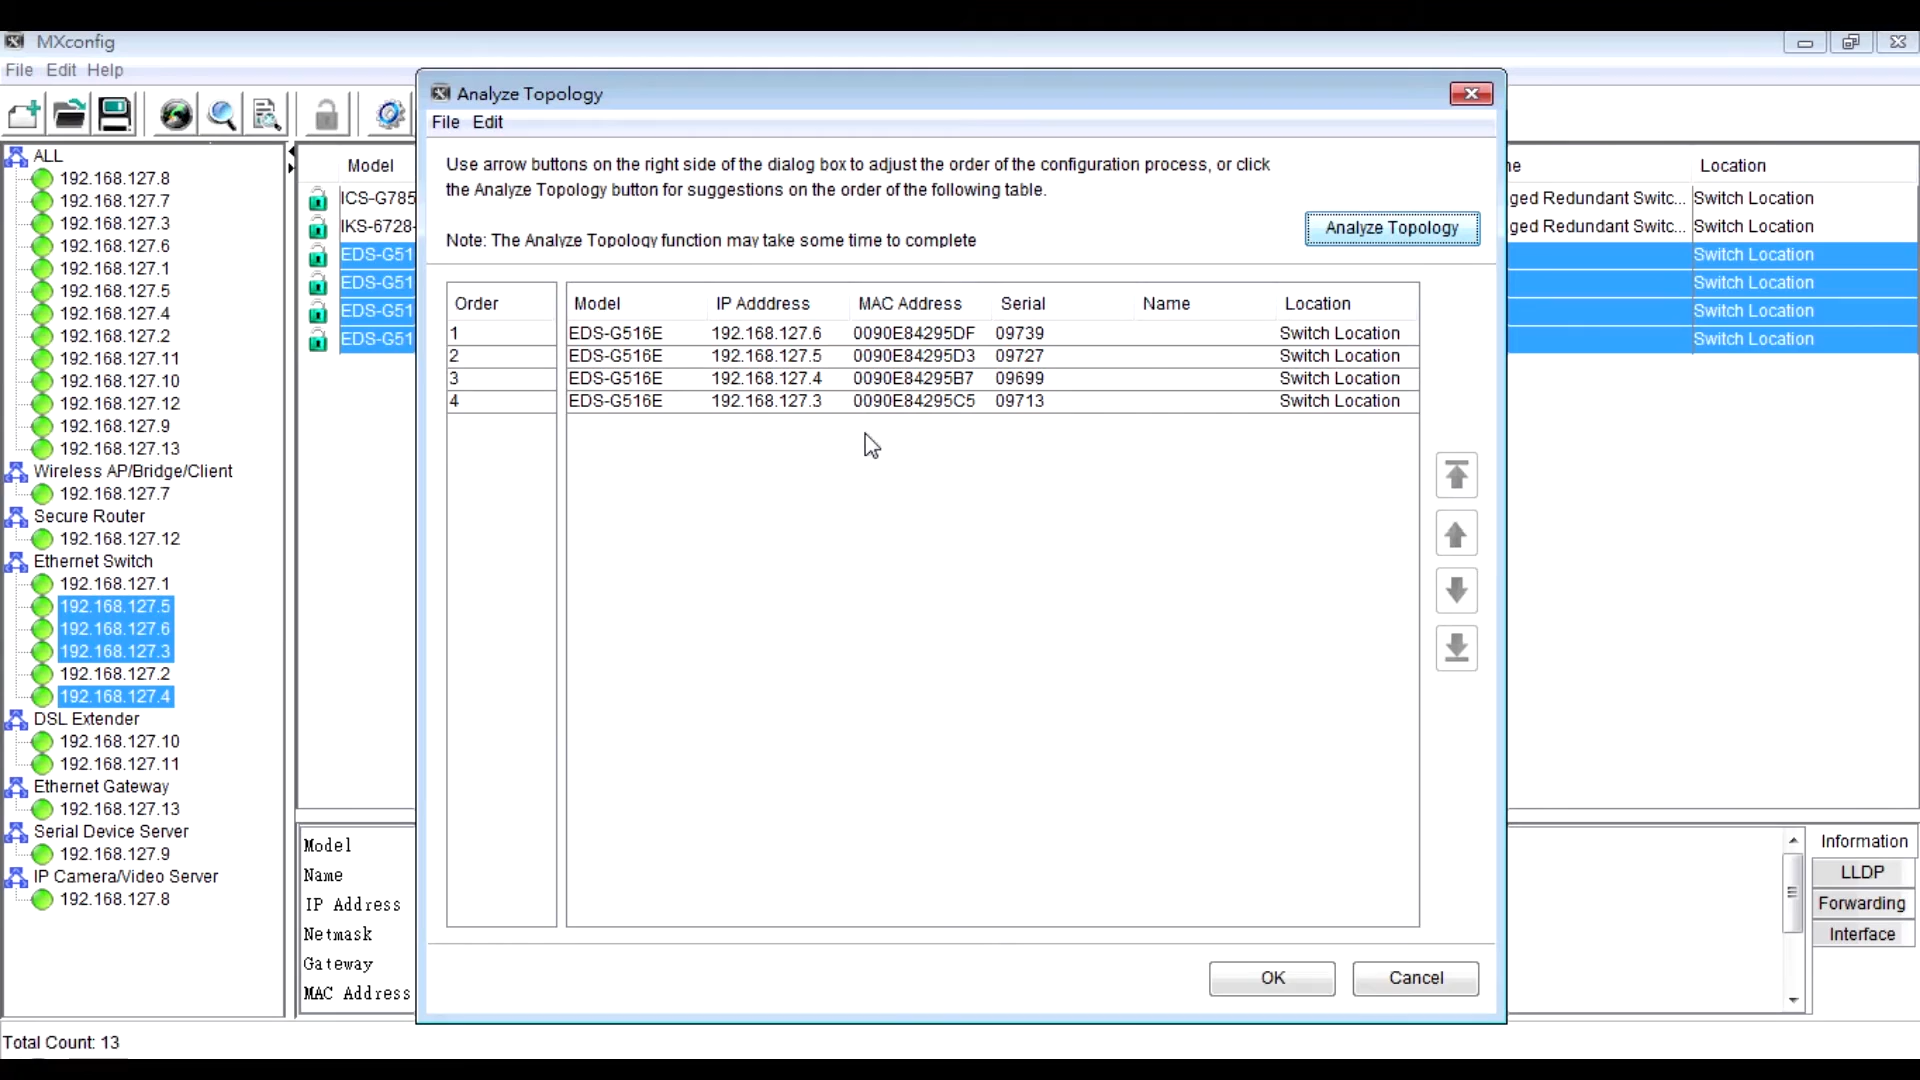 MXconfig
File Edit Help
ALL
192.168.127.8
192.168.127.7
192.168.127.3
192.168.127.6
192.168.127.1
192.168.127.5
192.168.127.4
192.168.127.2
192.168.127.11
192.168.127.10
192.168.127.12
192.168.127.9
192.168.127.13
Wireless AP/Bridge/Client
192.168.127.7
Secure Router
192.168.127.12
Ethernet Switch
192.168.127.1
192.168.127.5
192.168.127.6
192.168.127.3
192.168.127.2
192.168.127.4
DSL Extender
192.168.127.10
192.168.127.11
Ethernet Gateway
192.168.127.13
Serial Device Server
192.168.127.9
IP Camera/Video Server
192.168.127.8
Total Count: 13
Model
ICS-G785
IKS-6728-
EDS-G51
EDS-G51
EDS-G51
EDS-G51
Model
Name
IP Address
Netmask
Gateway
MAC Address
Analyze Topology
File Edit
Use arrow buttons on the right side of the dialog box to adjust the order of the configuration process, or click
the Analyze Topology button for suggestions on the order of the following table.
Note: The Analyze Topology function may take some time to complete
Analyze Topology
Order Model IP Adddress MAC Address Serial Name Location
1 EDS-G516E 192.168.127.6 0090E84295DF 09739 Switch Location
2 EDS-G516E 192.168.127.5 0090E84295D3 09727 Switch Location
3 EDS-G516E 192.168.127.4 0090E84295B7 09699 Switch Location
4 EDS-G516E 192.168.127.3 0090E84295C5 09713 Switch Location
OK Cancel
ne Location
ged Redundant Switc... Switch Location
ged Redundant Switc... Switch Location
Switch Location
Switch Location
Switch Location
Switch Location
Information
LLDP
Forwarding
Interface